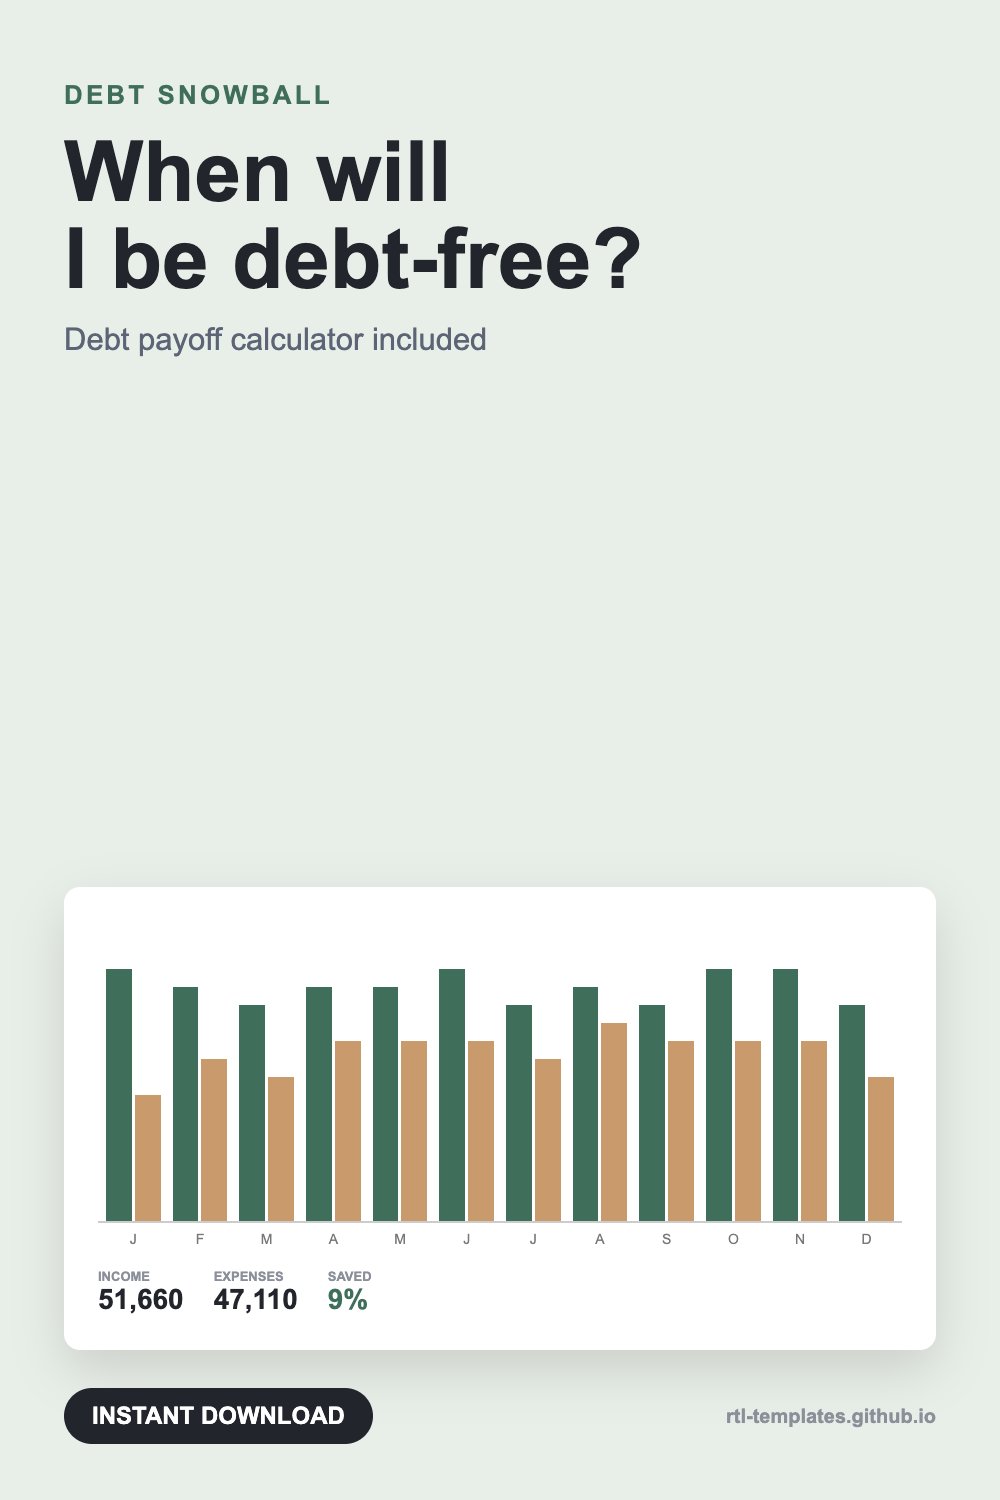 DEBT SNOWBALL
When will
I be debt-free?
Debt payoff calculator included
J F M A M J J A S O N D
INCOME EXPENSES SAVED
51,660 47,110 9%
INSTANT DOWNLOAD
rtl-templates.github.io